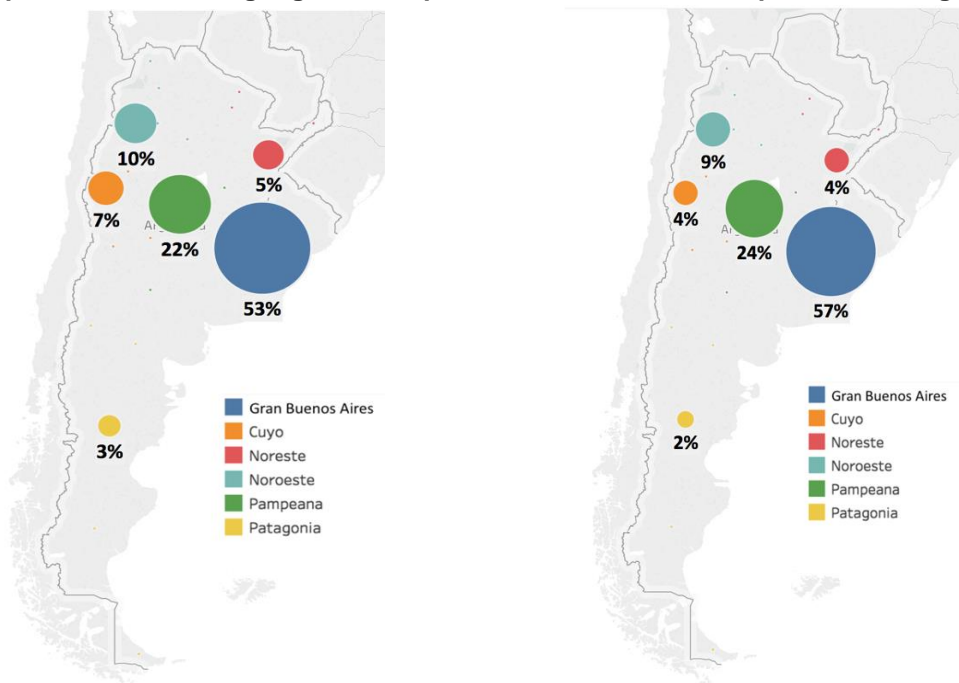 10%
5%
7%
22%
53%
3%
Gran Buenos Aires
Cuyo
Noreste
Noroeste
Pampeana
Patagonia
9%
4%
4%
24%
57%
2%
Gran Buenos Aires
Cuyo
Noreste
Noroeste
Pampeana
Patagonia